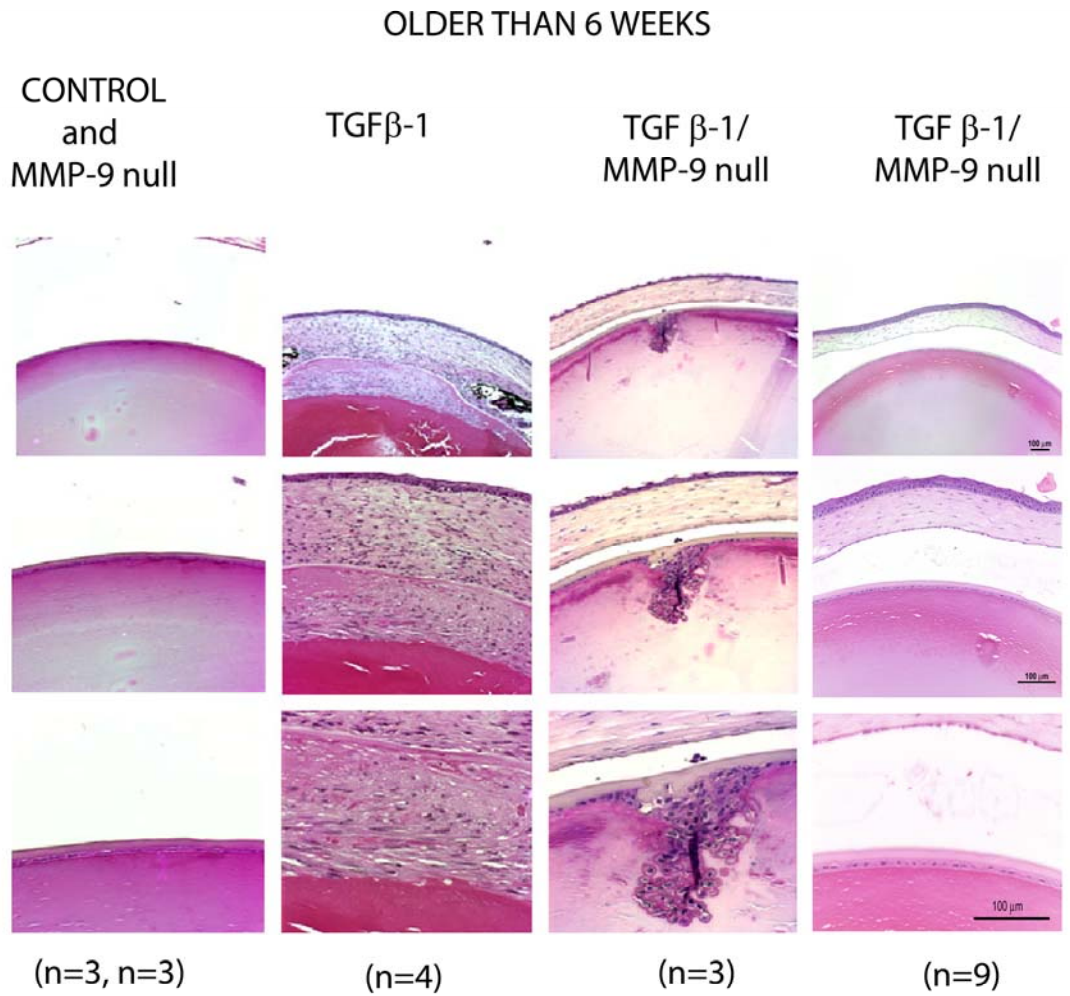 OLDER THAN 6 WEEKS
CONTROL
and
MMP-9 null
TGFβ-1
TGF β-1/
MMP-9 null
TGF β-1/
MMP-9 null
100 µm
100 µm
100 µm
(n=3, n=3)
(n=4)
(n=3)
(n=9)